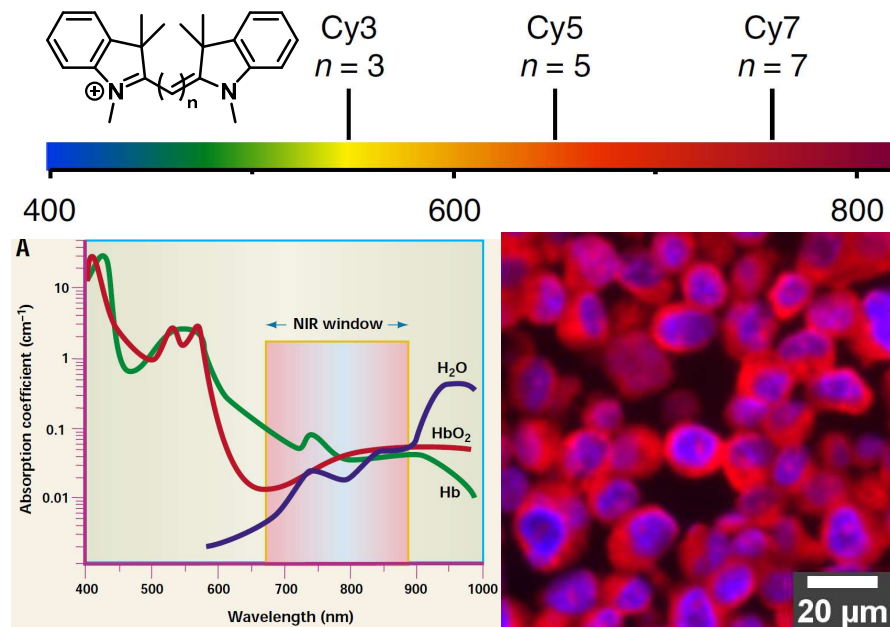 Cy3
n = 3
Cy5
n = 5
Cy7
n = 7
⊕N
n
N
400
600
800
A
Absorption coefficient (cm⁻¹)
10
1
0.1
0.01
← NIR window →
H₂O
HbO₂
Hb
400
500
600
700
800
900
1000
Wavelength (nm)
20 µm